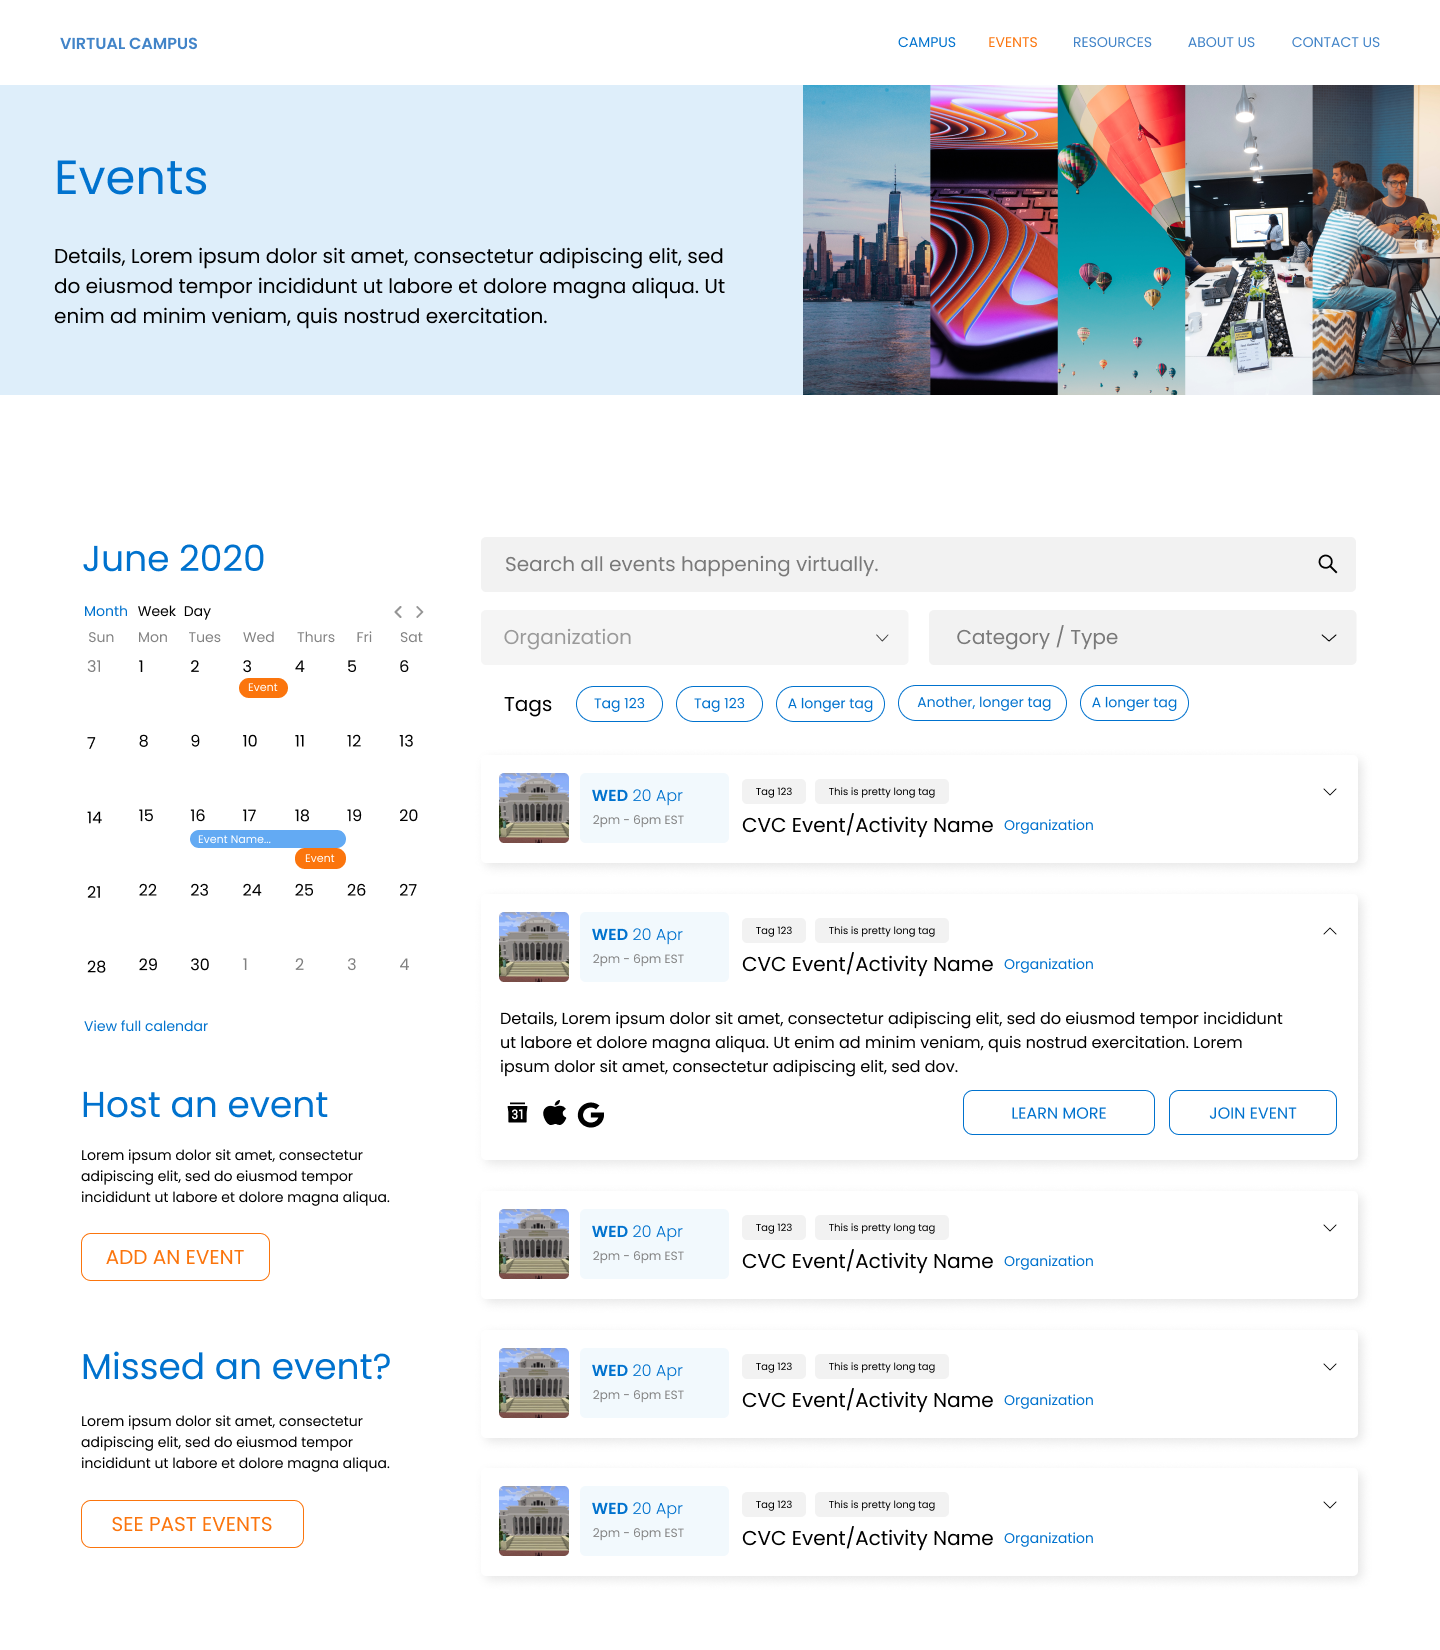 VIRTUAL CAMPUS
CAMPUS EVENTS RESOURCES ABOUT US CONTACT US
Events
Details, Lorem ipsum dolor sit amet, consectetur adipiscing elit, sed
do eiusmod tempor incididunt ut labore et dolore magna aliqua. Ut
enim ad minim veniam, quis nostrud exercitation.
June 2020
Month Week Day
Sun Mon Tues Wed Thurs Fri Sat
31 1 2 3 4 5 6
Event
7 8 9 10 11 12 13
14 15 16 17 18 19 20
Event Name...
Event
21 22 23 24 25 26 27
28 29 30 1 2 3 4
View full calendar
Host an event
Lorem ipsum dolor sit amet, consectetur
adipiscing elit, sed do eiusmod tempor
incididunt ut labore et dolore magna aliqua.
ADD AN EVENT
Missed an event?
Lorem ipsum dolor sit amet, consectetur
adipiscing elit, sed do eiusmod tempor
incididunt ut labore et dolore magna aliqua.
SEE PAST EVENTS
Search all events happening virtually.
Organization
Category / Type
Tags Tag 123 Tag 123 A longer tag Another, longer tag A longer tag
WED 20 Apr
2pm - 6pm EST
Tag 123 This is pretty long tag
CVC Event/Activity Name Organization
WED 20 Apr
2pm - 6pm EST
Tag 123 This is pretty long tag
CVC Event/Activity Name Organization
Details, Lorem ipsum dolor sit amet, consectetur adipiscing elit, sed do eiusmod tempor incididunt
ut labore et dolore magna aliqua. Ut enim ad minim veniam, quis nostrud exercitation. Lorem
ipsum dolor sit amet, consectetur adipiscing elit, sed dov.
31 G
LEARN MORE JOIN EVENT
WED 20 Apr
2pm - 6pm EST
Tag 123 This is pretty long tag
CVC Event/Activity Name Organization
WED 20 Apr
2pm - 6pm EST
Tag 123 This is pretty long tag
CVC Event/Activity Name Organization
WED 20 Apr
2pm - 6pm EST
Tag 123 This is pretty long tag
CVC Event/Activity Name Organization